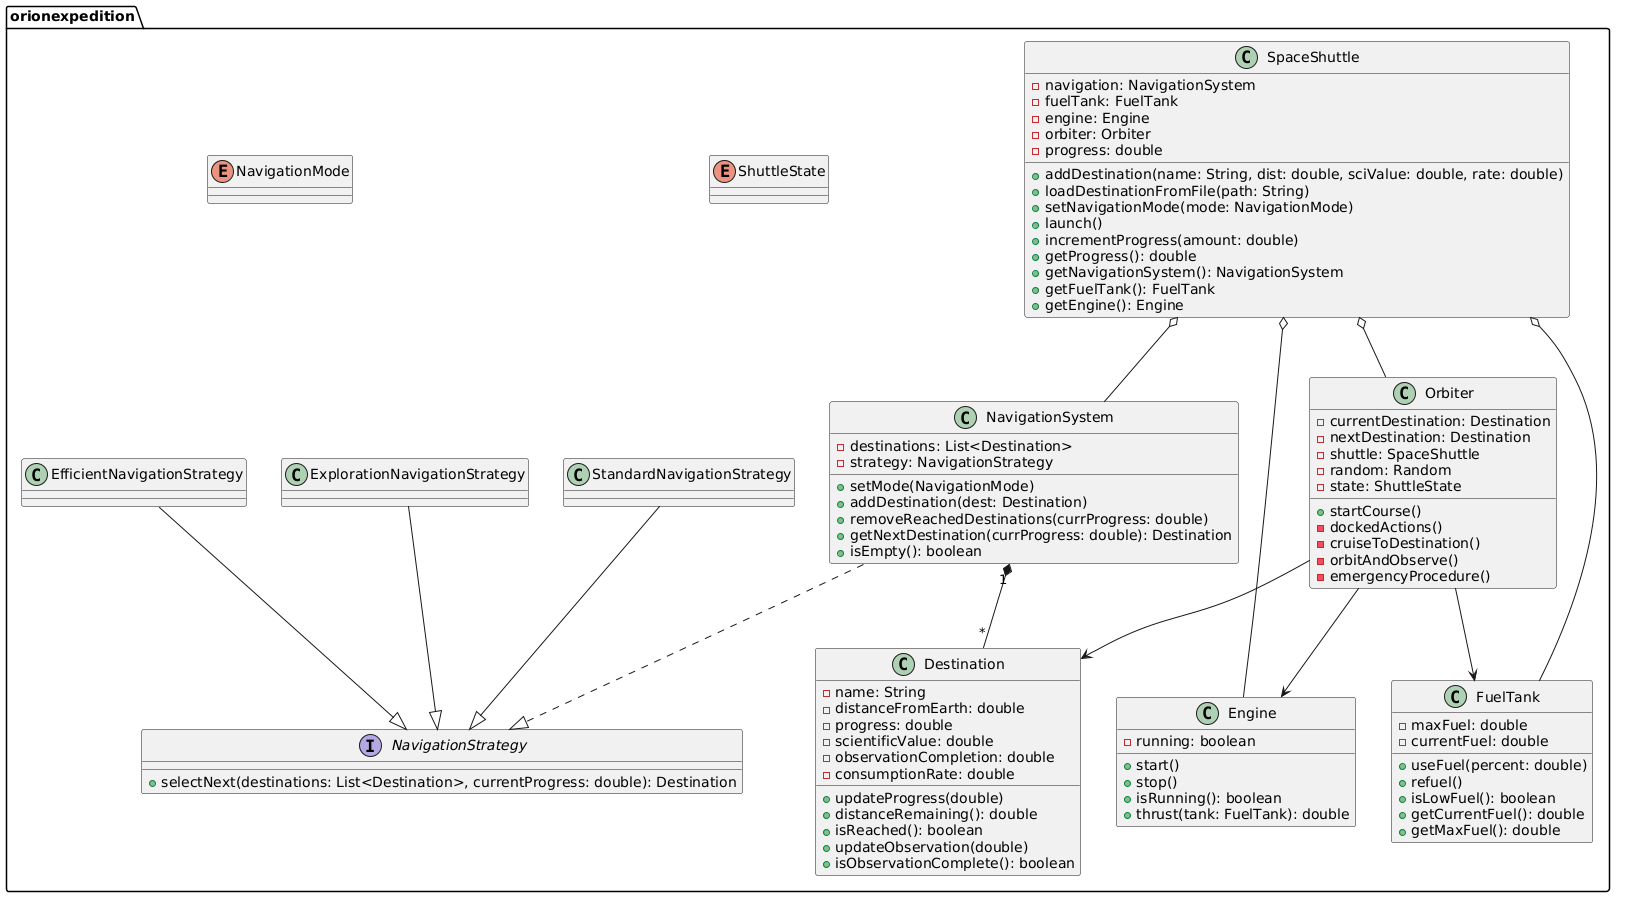 orionexpedition
C SpaceShuttle
navigation: NavigationSystem
fuelTank: FuelTank
engine: Engine
orbiter: Orbiter
progress: double
addDestination(name: String, dist: double, sciValue: double, rate: double)
loadDestinationFromFile(path: String)
setNavigationMode(mode: NavigationMode)
launch()
incrementProgress(amount: double)
getProgress(): double
getNavigationSystem(): NavigationSystem
getFuelTank(): FuelTank
getEngine(): Engine
E NavigationMode
E ShuttleState
C EfficientNavigationStrategy
C ExplorationNavigationStrategy
C StandardNavigationStrategy
C NavigationSystem
destinations: List<Destination>
strategy: NavigationStrategy
setMode(NavigationMode)
addDestination(dest: Destination)
removeReachedDestinations(currProgress: double)
getNextDestination(currProgress: double): Destination
isEmpty(): boolean
C Orbiter
currentDestination: Destination
nextDestination: Destination
shuttle: SpaceShuttle
random: Random
state: ShuttleState
startCourse()
dockedActions()
cruiseToDestination()
orbitAndObserve()
emergencyProcedure()
1
*
I NavigationStrategy
selectNext(destinations: List<Destination>, currentProgress: double): Destination
C Destination
name: String
distanceFromEarth: double
progress: double
scientificValue: double
observationCompletion: double
consumptionRate: double
updateProgress(double)
distanceRemaining(): double
isReached(): boolean
updateObservation(double)
isObservationComplete(): boolean
C Engine
running: boolean
start()
stop()
isRunning(): boolean
thrust(tank: FuelTank): double
C FuelTank
maxFuel: double
currentFuel: double
useFuel(percent: double)
refuel()
isLowFuel(): boolean
getCurrentFuel(): double
getMaxFuel(): double